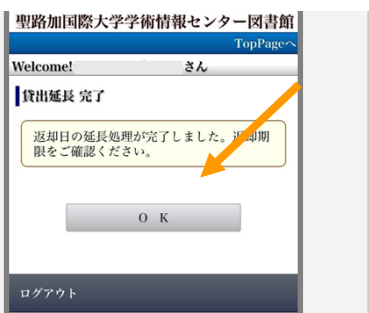 聖路加国際大学学術情報センター図書館
TopPageへ
Welcome! さん
貸出延長 完了
返却日の延長処理が完了しました。返却期
限をご確認ください。
O K
ログアウト